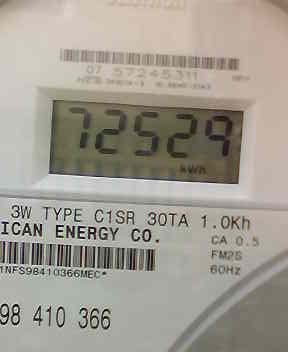 07 57245311
72529
kWh
3W TYPE C1SR 30TA 1.0Kh
ICAN ENERGY CO.
CA 0.5
FM2S
60Hz
1NFS98410366MEC*
98 410 366